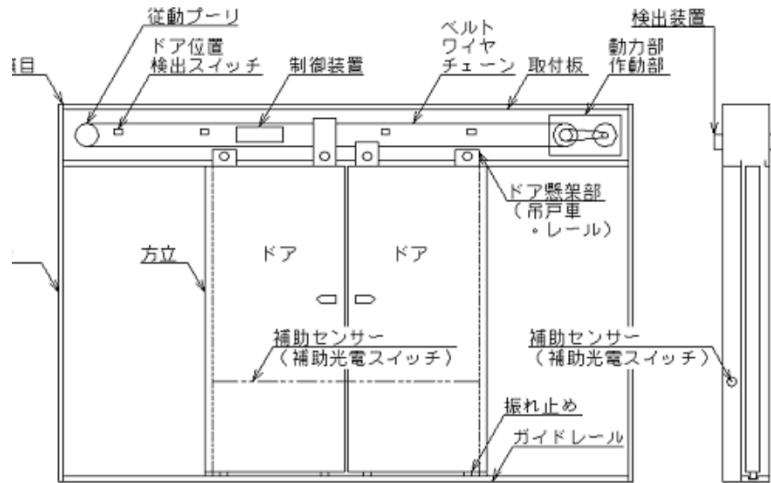 従動プーリ
ドア位置
検出スイッチ
制御装置
ベルト
ワイヤ
チェーン
取付板
動力部
作動部
検出装置
目
ドア懸架部
(吊戸車
・レール)
方立
ドア
ドア
補助センサー
(補助光電スイッチ)
補助センサー
(補助光電スイッチ)
振れ止め
ガイドレール